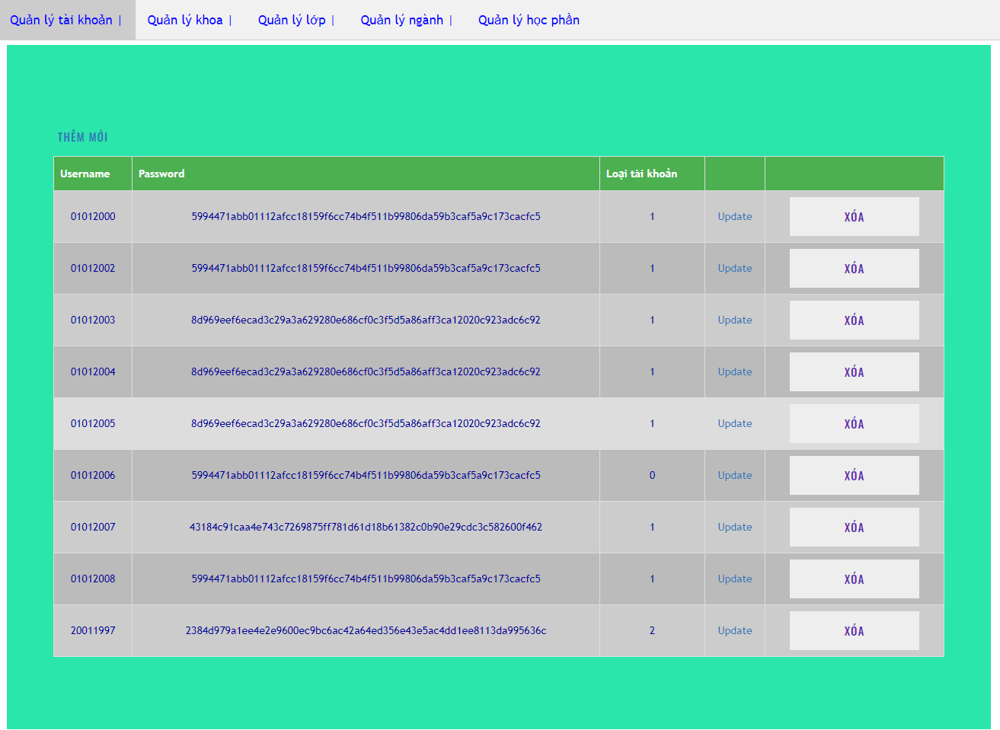 Quản lý tài khoản | Quản lý khoa | Quản lý lớp | Quản lý ngành | Quản lý học phần
THÊM MỚI
Username Password Loại tài khoản
01012000 5994471abb01112afcc18159f6cc74b4f511b99806da59b3caf5a9c173cacfc5 1 Update XÓA
01012002 5994471abb01112afcc18159f6cc74b4f511b99806da59b3caf5a9c173cacfc5 1 Update XÓA
01012003 8d969eef6ecad3c29a3a629280e686cf0c3f5d5a86aff3ca12020c923adc6c92 1 Update XÓA
01012004 8d969eef6ecad3c29a3a629280e686cf0c3f5d5a86aff3ca12020c923adc6c92 1 Update XÓA
01012005 8d969eef6ecad3c29a3a629280e686cf0c3f5d5a86aff3ca12020c923adc6c92 1 Update XÓA
01012006 5994471abb01112afcc18159f6cc74b4f511b99806da59b3caf5a9c173cacfc5 0 Update XÓA
01012007 43184c91caa4e743c7269875ff781d61d18b61382c0b90e29cdc3c582600f462 1 Update XÓA
01012008 5994471abb01112afcc18159f6cc74b4f511b99806da59b3caf5a9c173cacfc5 1 Update XÓA
20011997 2384d979a1ee4e2e9600ec9bc6ac42a64ed356e43e5ac4dd1ee8113da995636c 2 Update XÓA